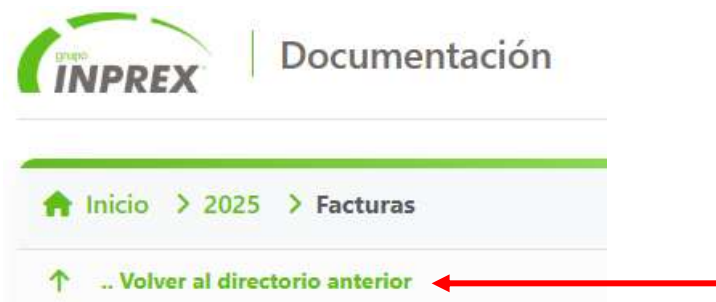 grupo
INPREX
Documentación
Inicio > 2025 > Facturas
.. Volver al directorio anterior